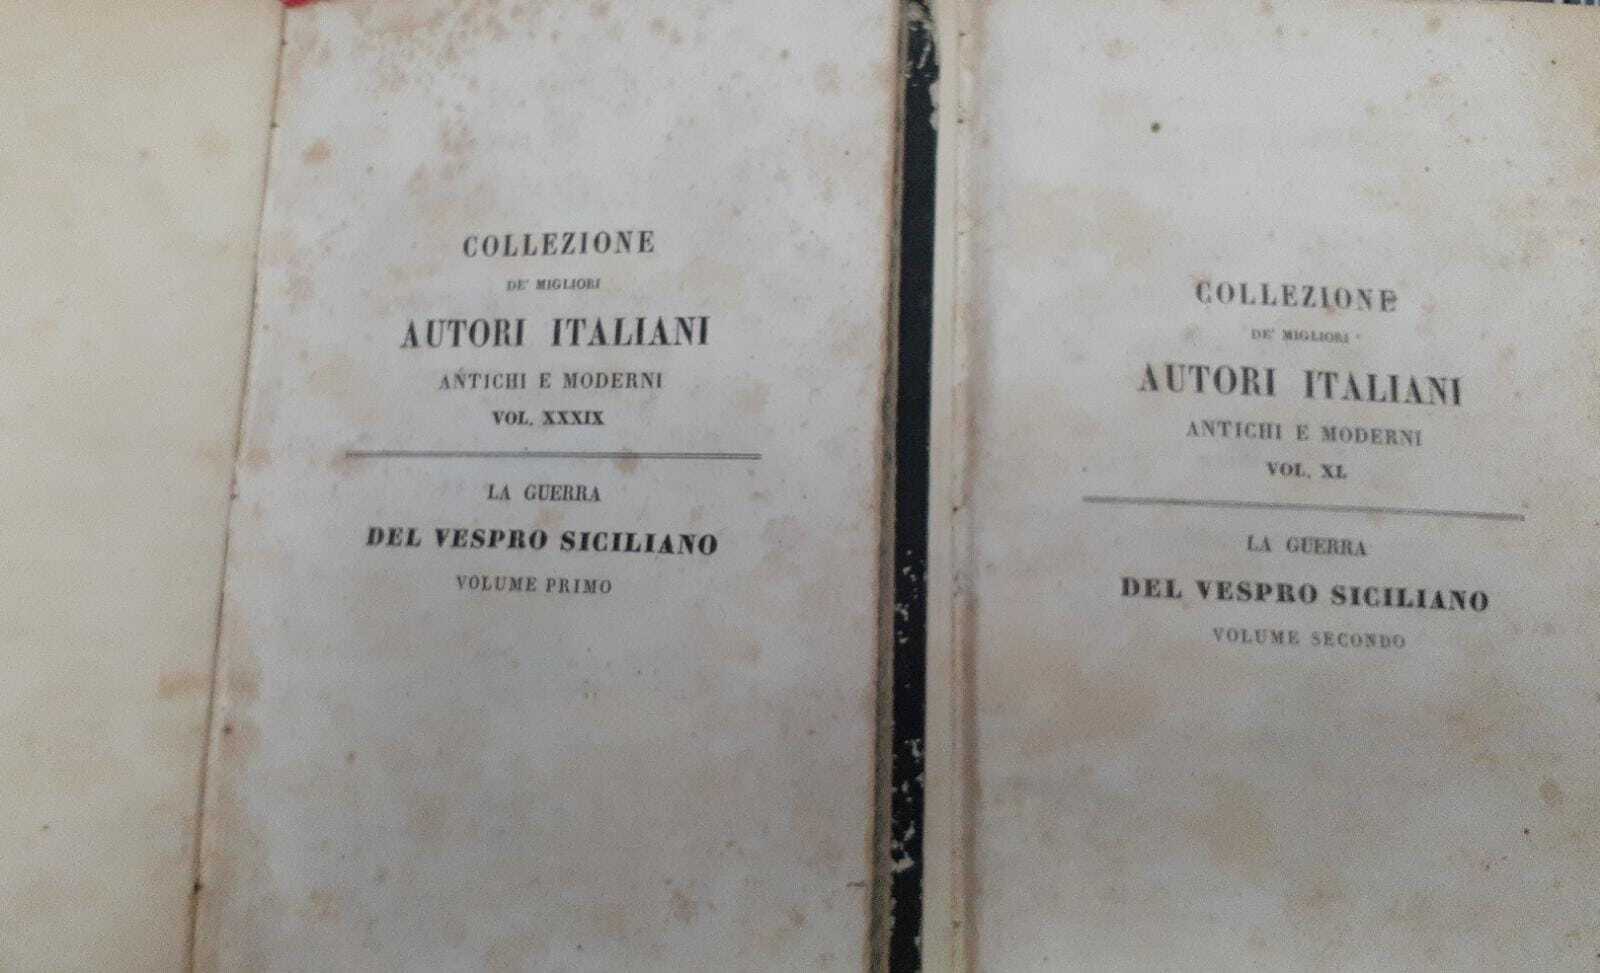 COLLEZIONE
DE' MIGLIORI
AUTORI ITALIANI
ANTICHI E MODERNI
VOL. XXXIX
LA GUERRA
DEL VESPRO SICILIANO
VOLUME PRIMO
COLLEZIONE
DE' MIGLIORI
AUTORI ITALIANI
ANTICHI E MODERNI
VOL. XL
LA GUERRA
DEL VESPRO SICILIANO
VOLUME SECONDO